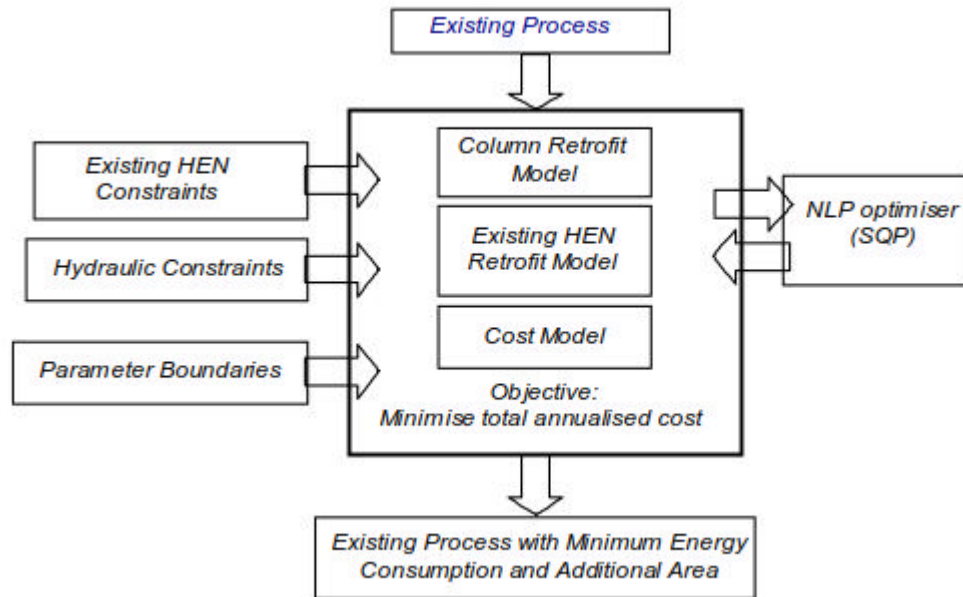 Existing Process
Column Retrofit
Model
Existing HEN
Constraints
Existing HEN
Retrofit Model
NLP optimiser
(SQP)
Hydraulic Constraints
Cost Model
Parameter Boundaries
Objective:
Minimise total annualised cost
Existing Process with Minimum Energy
Consumption and Additional Area